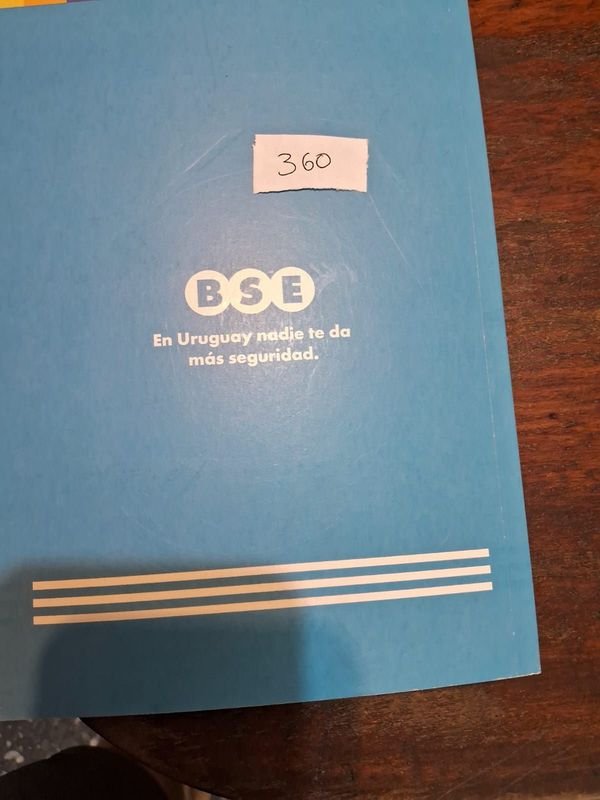 360
BSE
En Uruguay nadie te da
más seguridad.